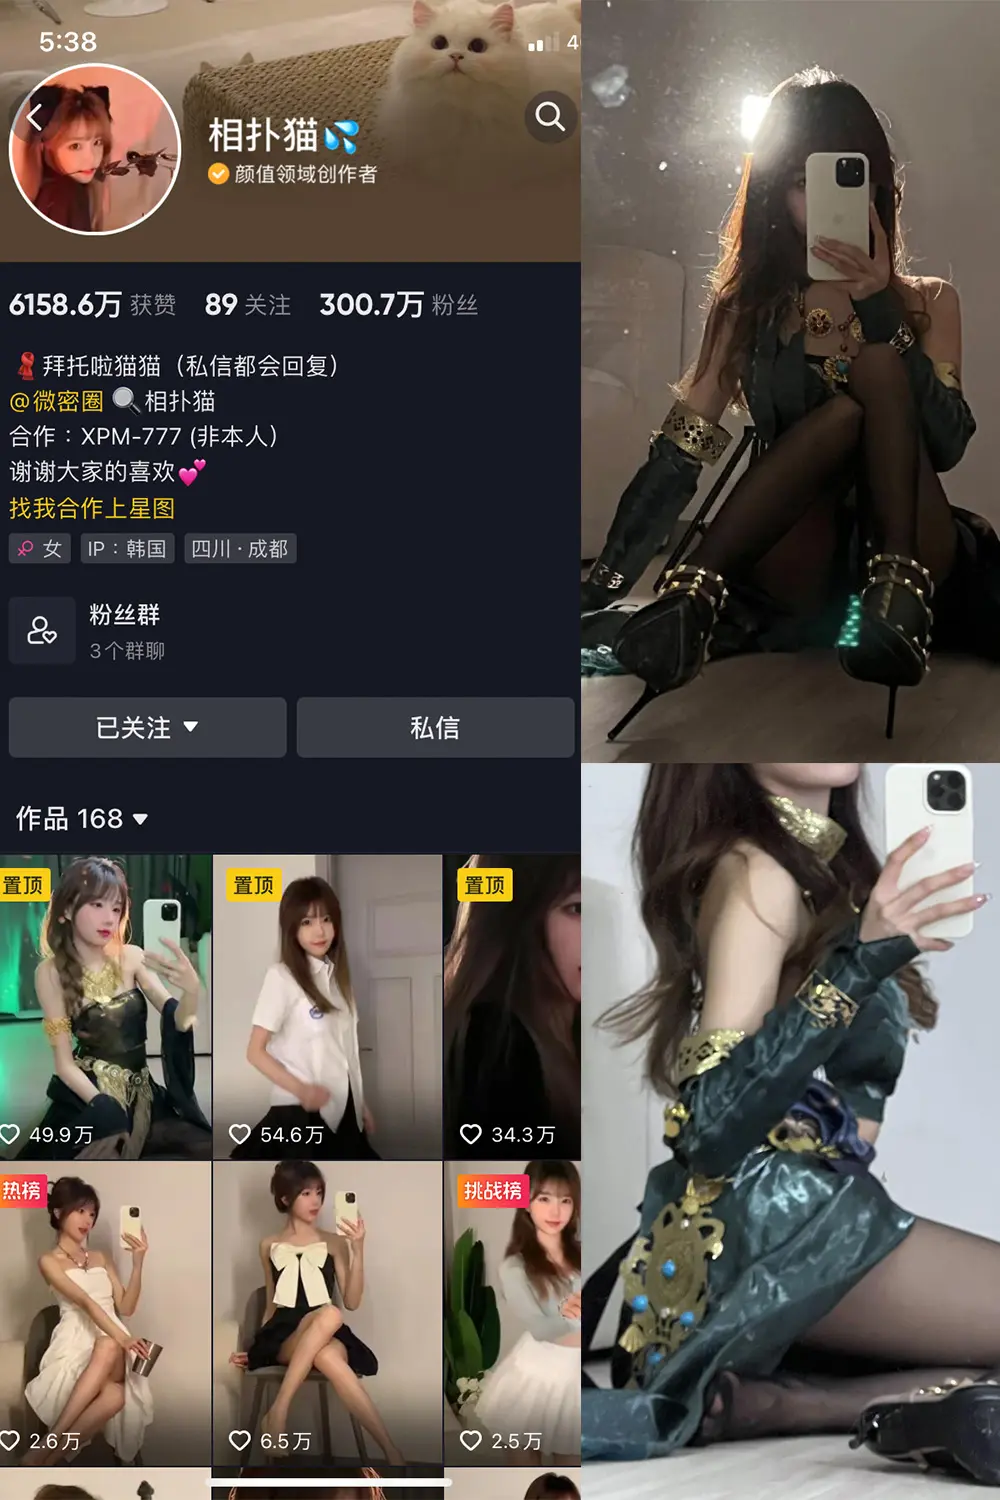 5:38
4
相扑猫💦
颜值领域创作者
6158.6万 获赞 89 关注 300.7万 粉丝
🧣拜托啦猫猫（私信都会回复）
@微密圈 🔍相扑猫
合作：XPM-777 (非本人）
谢谢大家的喜欢💕
找我合作上星图
女 IP：韩国 四川·成都
粉丝群
3个群聊
已关注 私信
作品 168
置顶 置顶 置顶
49.9万 54.6万 34.3万
热榜 挑战榜
2.6万 6.5万 2.5万